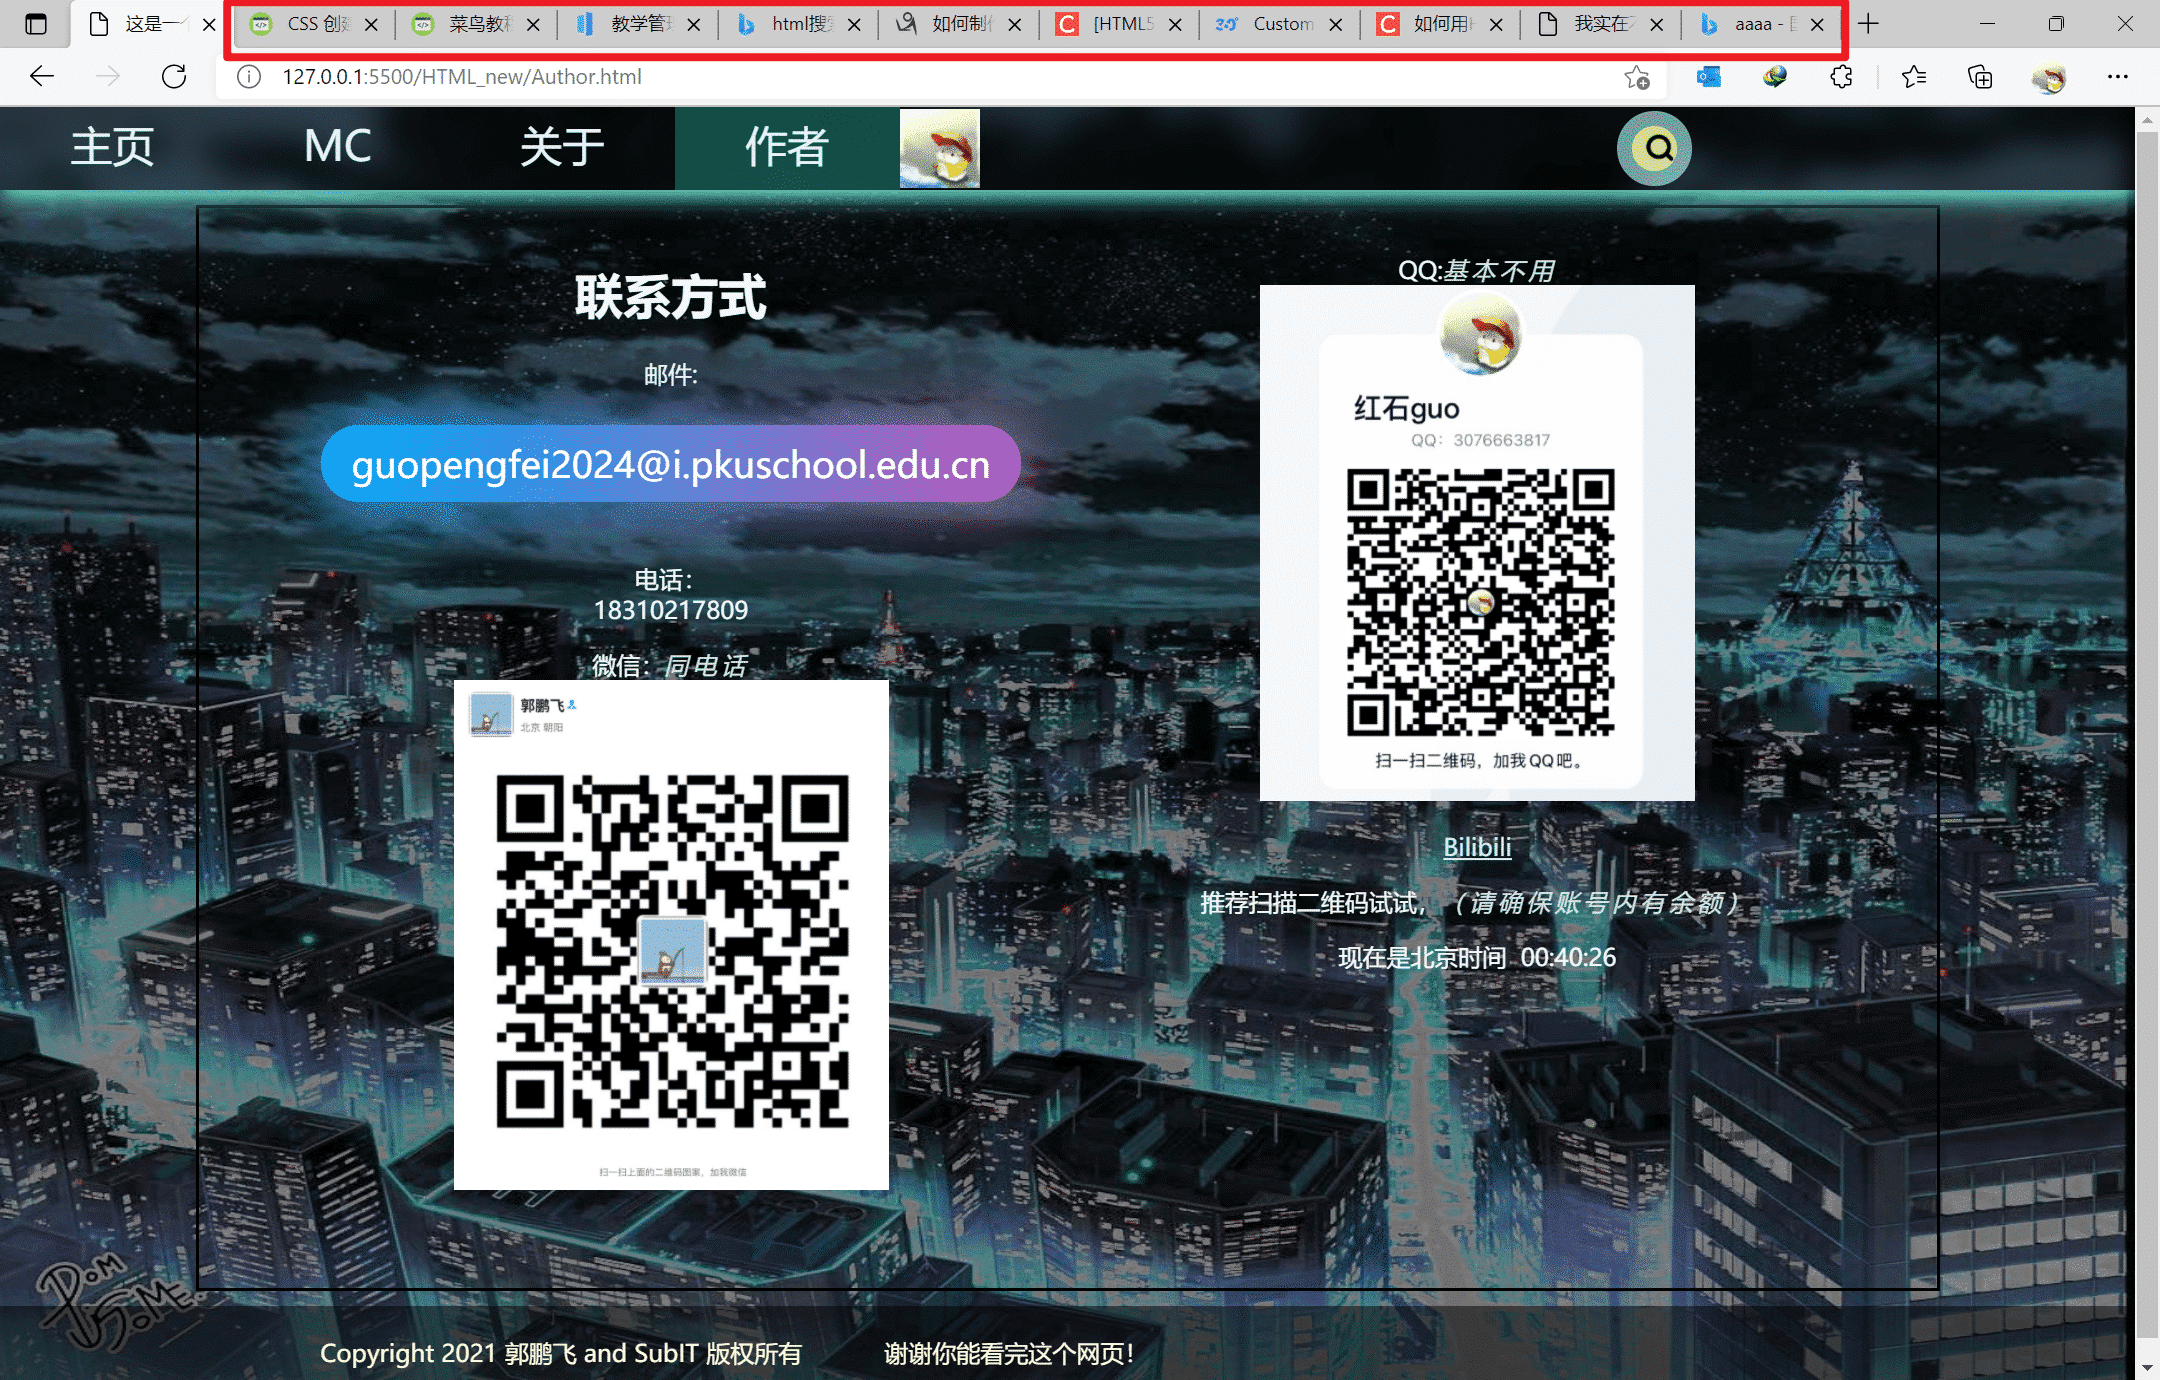 这是一
CSS 创建
菜鸟教程
教学管理
html搜索
如何制作
[HTML5
Custom
如何用H
我实在不
aaaa - 国
127.0.0.1:5500/HTML_new/Author.html
主页
MC
关于
作者
联系方式
邮件:
guopengfei2024@i.pkuschool.edu.cn
电话:
18310217809
微信: 同电话
郭鹏飞
北京 朝阳
扫一扫上面的二维码图案，加我微信
QQ:基本不用
红石guo
QQ: 3076663817
扫一扫二维码，加我QQ吧。
Bilibili
推荐扫描二维码试试，（请确保账号内有余额）
现在是北京时间 00:40:26
Copyright 2021 郭鹏飞 and SubIT 版权所有
谢谢你能看完这个网页！